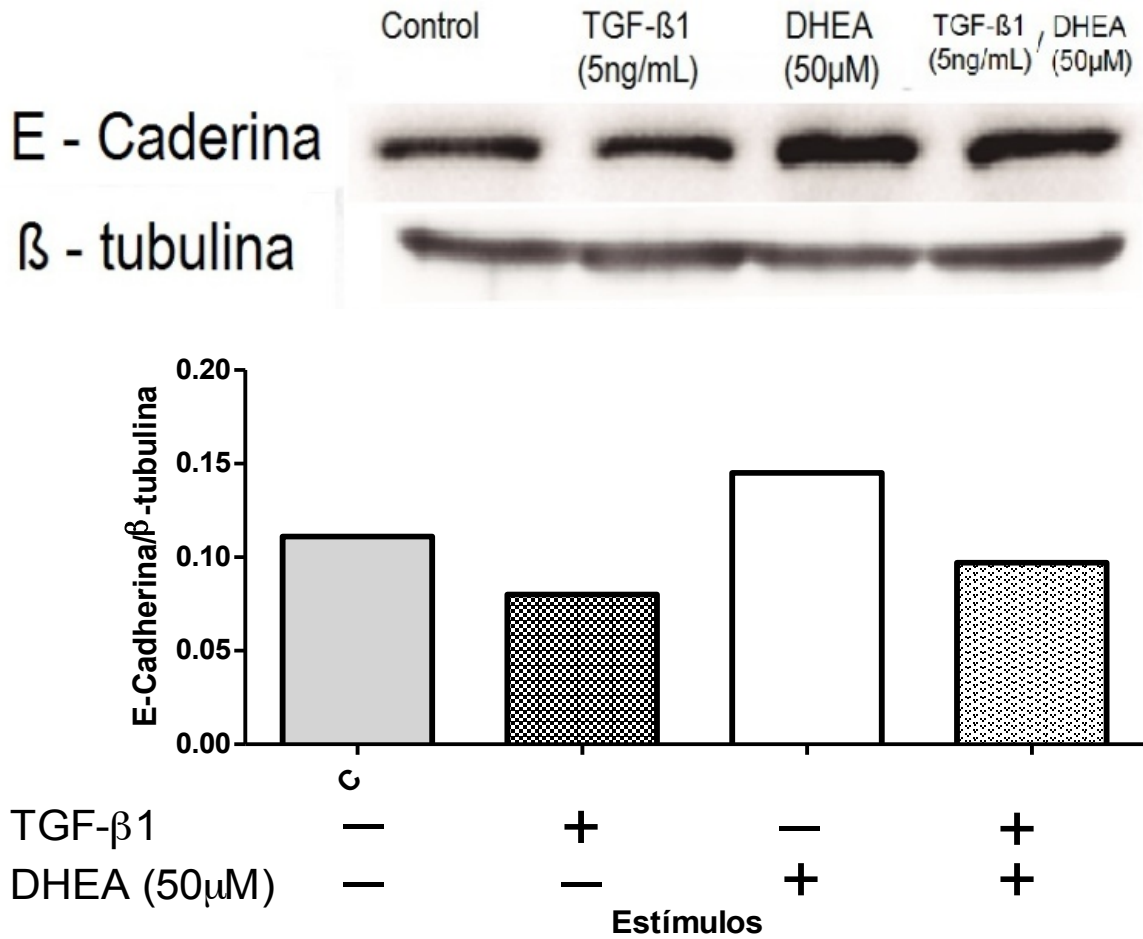 Control TGF-ß1 DHEA TGF-ß1 / DHEA
(5ng/mL) (50µM) (5ng/mL) (50µM)
E - Caderina
ß - tubulina
E-Cadherina/β-tubulina
0.20
0.15
0.10
0.05
0.00
C
TGF-β1 — + — +
DHEA (50µM) — — + +
Estímulos